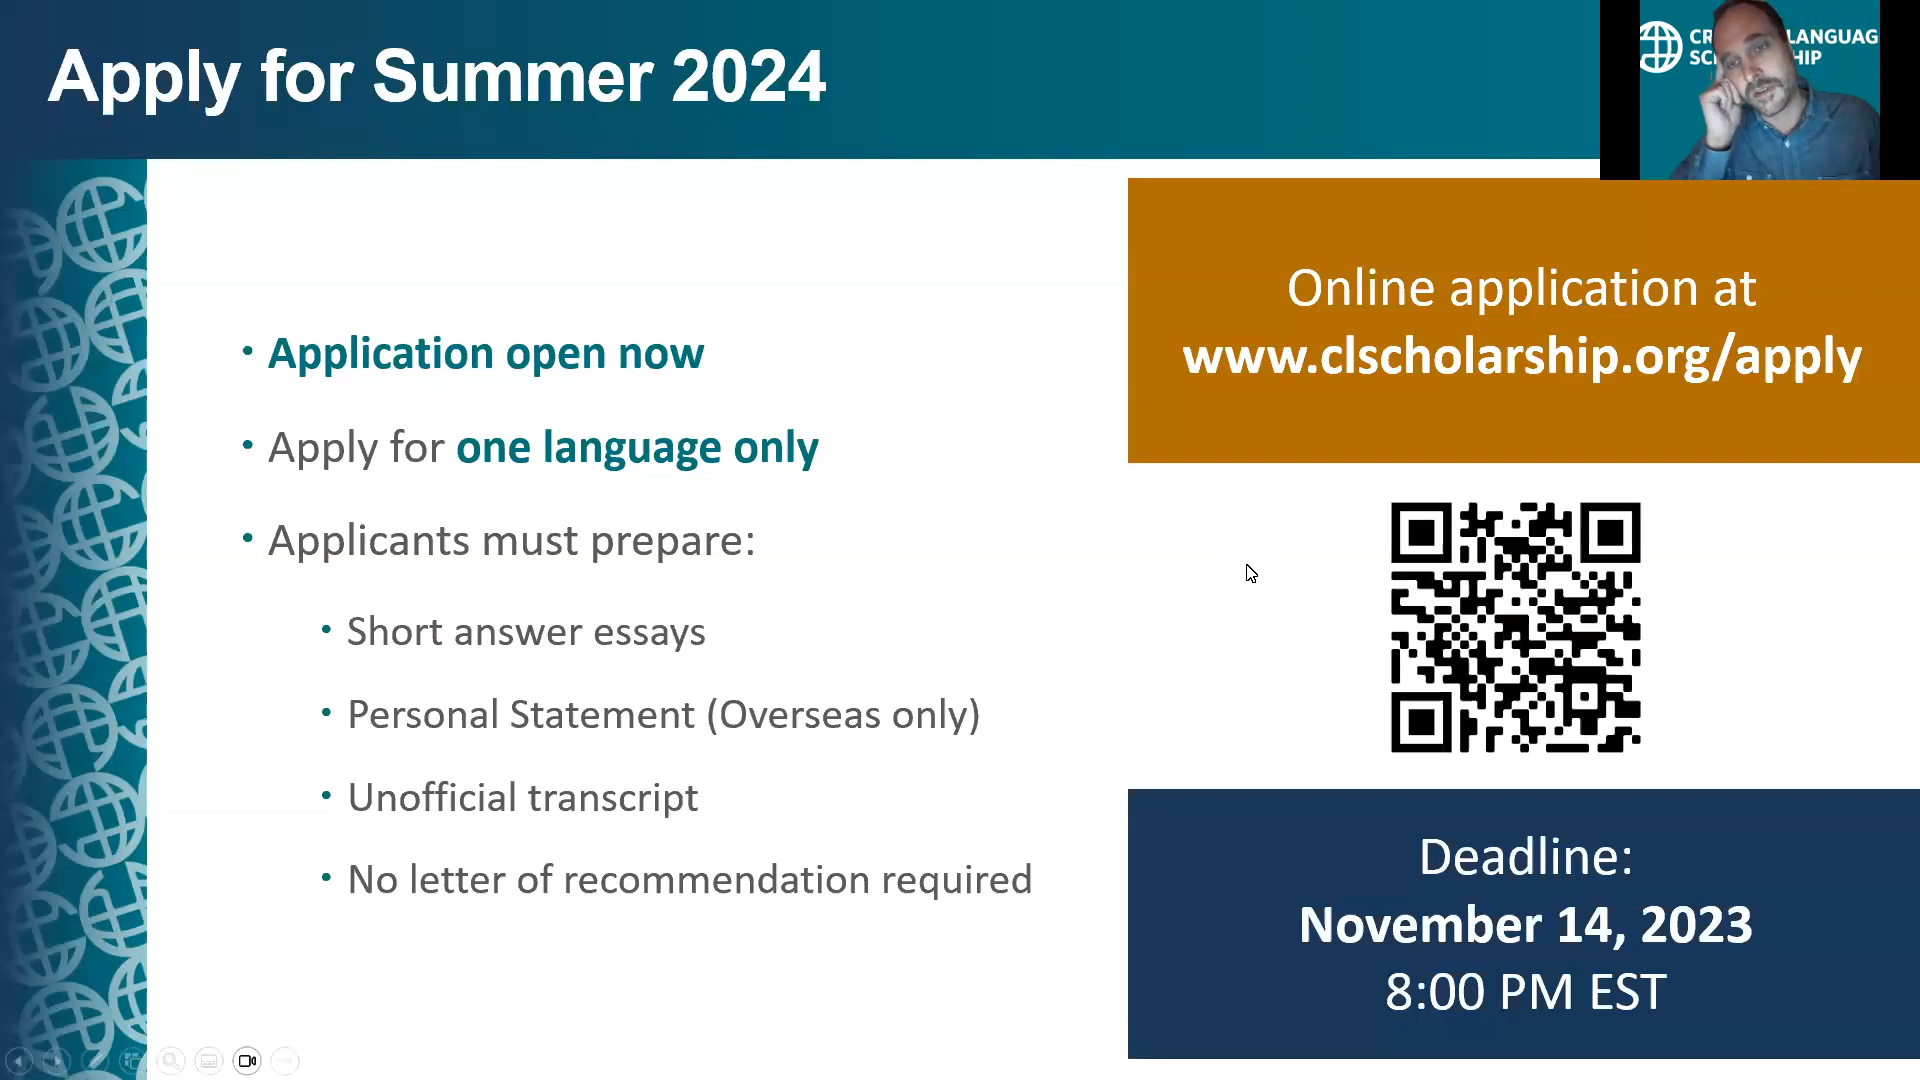 Apply for Summer 2024
LANGUAG
• Application open now
• Apply for one language only
• Applicants must prepare:
• Short answer essays
• Personal Statement (Overseas only)
• Unofficial transcript
• No letter of recommendation required
Online application at
www.clscholarship.org/apply
Deadline:
November 14, 2023
8:00 PM EST